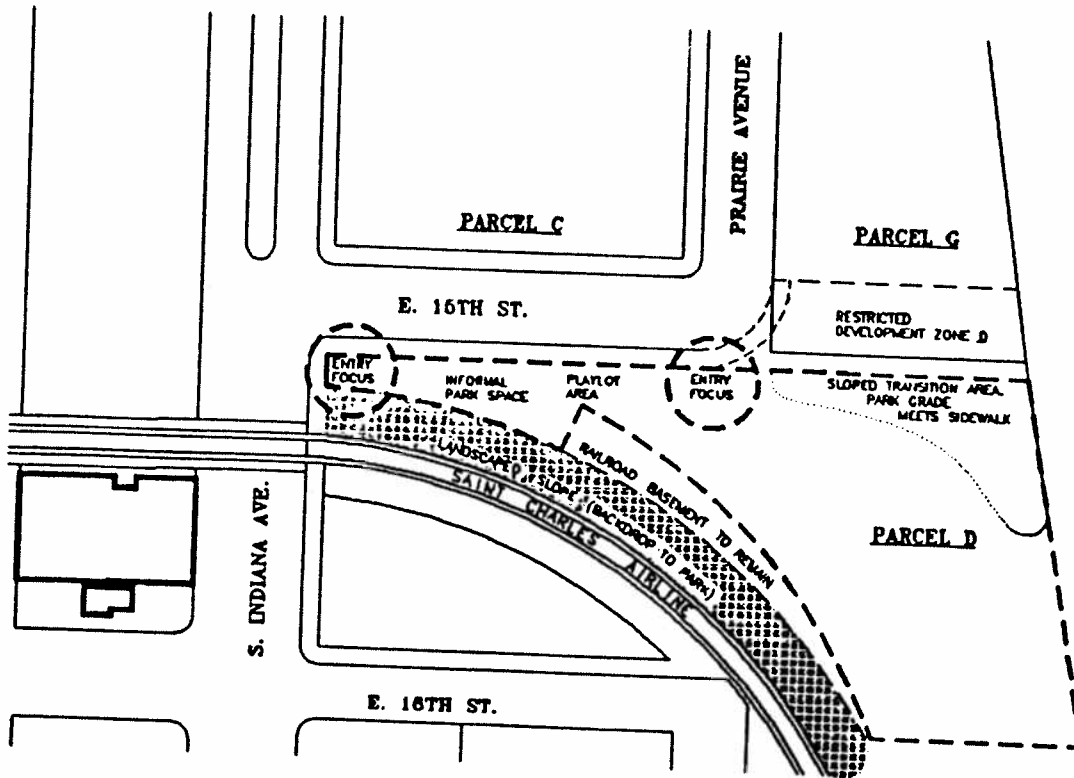 PRAIRIE AVENUE
PARCEL C
PARCEL G
E. 15TH ST.
RESTRICTED
DEVELOPMENT ZONE D
ENTRY
FOCUS
INFORMAL
PARK SPACE
PLAYLOT
AREA
ENTRY
FOCUS
SLOPED TRANSITION AREA.
PARK GRADE
MEETS SIDEWALK
LANDSCAPED SLOPE (BACKDROP TO PARK)
RAILROAD BASEMENT TO REMAIN
SAINT CHARLES AIRLINE
PARCEL D
S. INDIANA AVE.
E. 16TH ST.